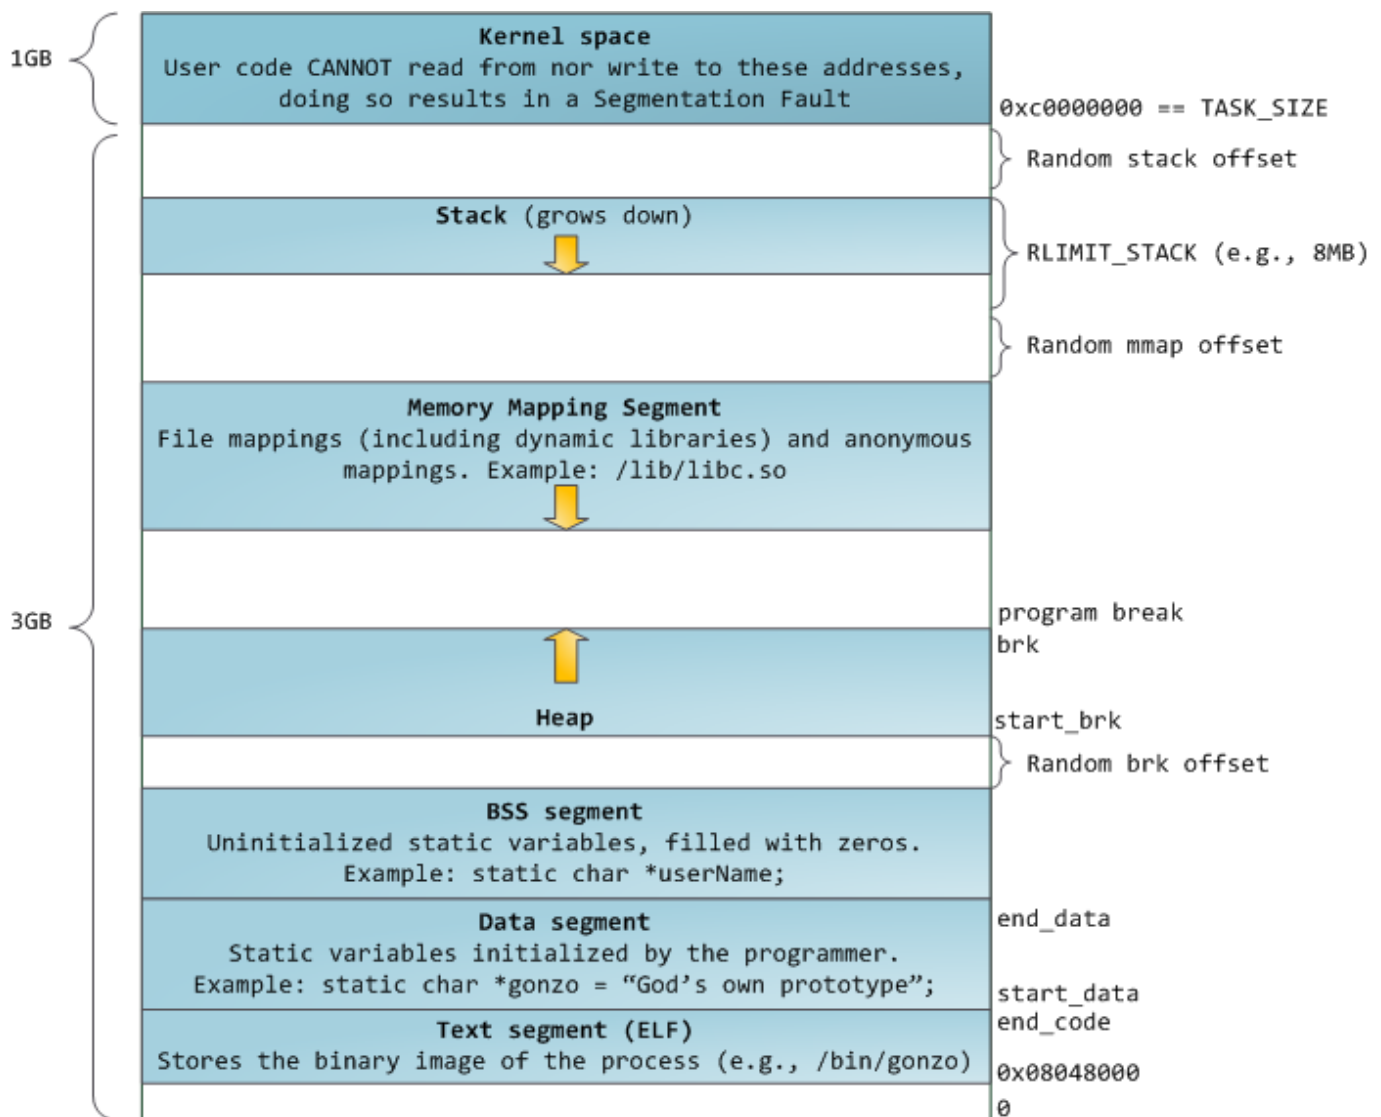 1GB
Kernel space
User code CANNOT read from nor write to these addresses,
doing so results in a Segmentation Fault
0xc0000000 == TASK_SIZE
Random stack offset
Stack (grows down)
RLIMIT_STACK (e.g., 8MB)
Random mmap offset
Memory Mapping Segment
File mappings (including dynamic libraries) and anonymous
mappings. Example: /lib/libc.so
3GB
program break
brk
Heap
start_brk
Random brk offset
BSS segment
Uninitialized static variables, filled with zeros.
Example: static char *userName;
Data segment
end_data
Static variables initialized by the programmer.
Example: static char *gonzo = “God’s own prototype”;
start_data
Text segment (ELF)
end_code
Stores the binary image of the process (e.g., /bin/gonzo)
0x08048000
0